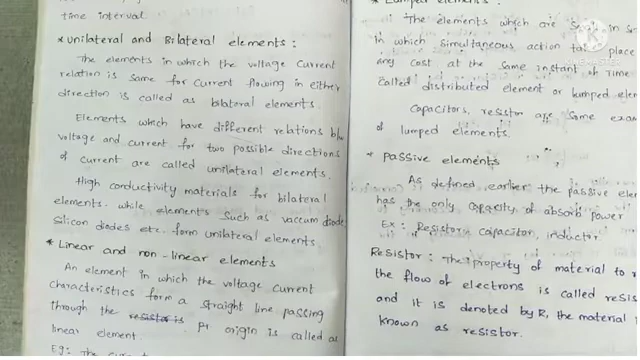 time interval.
* Unilateral and Bilateral elements :
The elements in which the voltage current
relation is same for current flowing in either
direction is called as bilateral elements.
Elements which have different relations b/w
voltage and current for two possible directions
of current are called unilateral elements.
High conductivity materials for bilateral
elements. while elements such as vaccum diode
silicon diodes etc. form unilateral elements.
* Linear and non-linear elements
An element in which the voltage current
characteristics form a straight line passing
through the origin is called as
linear element.
Eg: The
* Lumped elements :
The elements which are in
in which simultaneous action place
any cost at the same instant of time
called distributed element or lumped
Capacitors, resistor are some
of lumped elements.
* passive elements
As defined earlier the passive
has the only capacity of absorb power
Ex: Resistor, capacitor, inductor
Resistor: The property of material to
the flow of electrons is called
and it is denoted by R, the material
known as resistor.